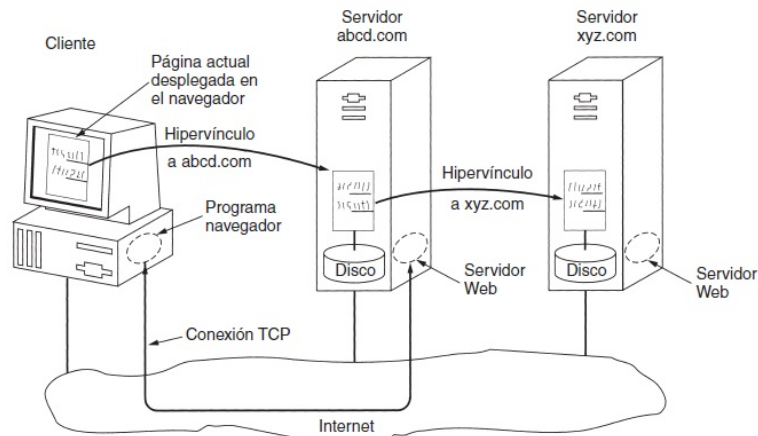 Cliente
Página actual
desplegada en
el navegador
Servidor
abcd.com
Servidor
xyz.com
Hipervínculo
a abcd.com
Hipervínculo
a xyz.com
Programa
navegador
Disco
Servidor
Web
Disco
Servidor
Web
Conexión TCP
Internet